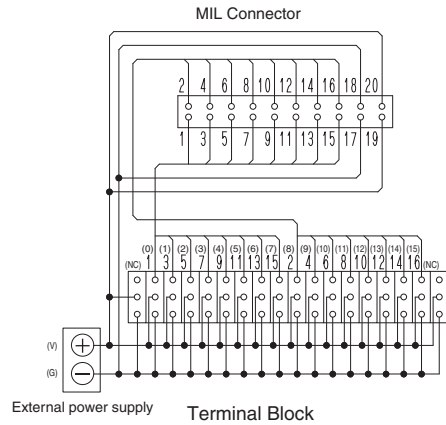 MIL Connector
2 4 6 8 10 12 14 16 18 20
1 3 5 7 9 11 13 15 17 19
(0) (1) (2) (3) (4) (5) (6) (7) (8) (9) (10) (11) (12) (13) (14) (15)
(NC) 1 3 5 7 9 11 13 15 2 4 6 8 10 12 14 16 (NC)
(V) +
(G) −
External power supply
Terminal Block